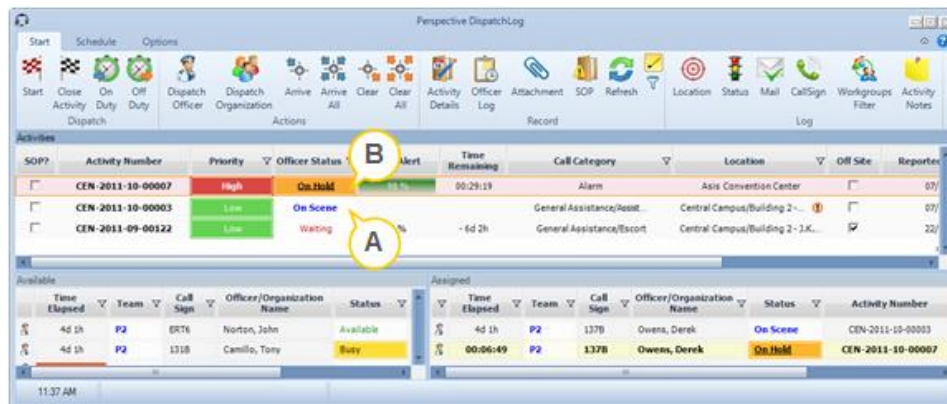 Perspective DispatchLog
Start Schedule Options
Start
Close Activity
On Duty
Off Duty
Dispatch Officer
Dispatch Organization
Arrive
Arrive All
Clear
Clear All
Activity Details
Officer Log
Attachment
SOP
Refresh
Location
Status
Mail
CallSign
Workgroups Filter
Activity Notes
Dispatch Actions Record Log
Activities
SOP? Activity Number Priority Officer Status Alert Time Remaining Call Category Location Off Site Reported
CEN-2011-10-00007 High On Hold 00:29:19 Alarm Asis Convention Center 07/
CEN-2011-10-00003 Low On Scene General Assistance/Assist... Central Campus/Building 2 -... 07/
CEN-2011-09-00122 Low Waiting % - 6d 2h General Assistance/Escort Central Campus/Building 2 - J.K... 22/
B
A
Available
Time Elapsed Team Call Sign Officer/Organization Name Status
4d 1h P2 ERT6 Norton, John Available
4d 1h P2 131B Camillo, Tony Busy
Assigned
Time Elapsed Team Call Sign Officer/Organization Name Status Activity Number
4d 1h P2 137B Owens, Derek On Scene CEN-2011-10-00003
00:06:49 P2 137B Owens, Derek On Hold CEN-2011-10-00007
11:37 AM